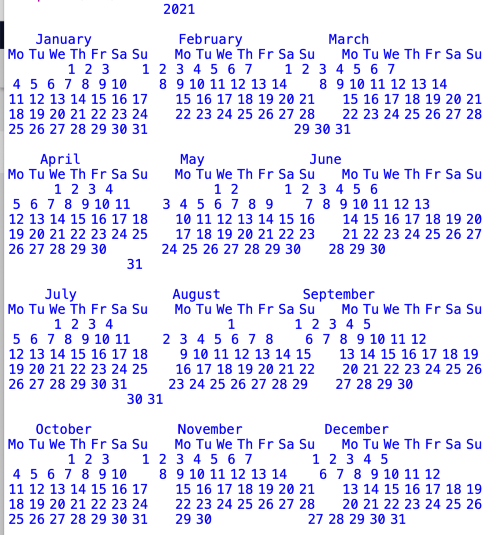 2021
January February March
Mo Tu We Th Fr Sa Su Mo Tu We Th Fr Sa Su Mo Tu We Th Fr Sa Su
1 2 3 1 2 3 4 5 6 7 1 2 3 4 5 6 7
4 5 6 7 8 9 10 8 9 10 11 12 13 14 8 9 10 11 12 13 14
11 12 13 14 15 16 17 15 16 17 18 19 20 21 15 16 17 18 19 20 21
18 19 20 21 22 23 24 22 23 24 25 26 27 28 22 23 24 25 26 27 28
25 26 27 28 29 30 31 29 30 31
April May June
Mo Tu We Th Fr Sa Su Mo Tu We Th Fr Sa Su Mo Tu We Th Fr Sa Su
1 2 3 4 1 2 1 2 3 4 5 6
5 6 7 8 9 10 11 3 4 5 6 7 8 9 7 8 9 10 11 12 13
12 13 14 15 16 17 18 10 11 12 13 14 15 16 14 15 16 17 18 19 20
19 20 21 22 23 24 25 17 18 19 20 21 22 23 21 22 23 24 25 26 27
26 27 28 29 30 24 25 26 27 28 29 30 28 29 30
31
July August September
Mo Tu We Th Fr Sa Su Mo Tu We Th Fr Sa Su Mo Tu We Th Fr Sa Su
1 2 3 4 1 1 2 3 4 5
5 6 7 8 9 10 11 2 3 4 5 6 7 8 6 7 8 9 10 11 12
12 13 14 15 16 17 18 9 10 11 12 13 14 15 13 14 15 16 17 18 19
19 20 21 22 23 24 25 16 17 18 19 20 21 22 20 21 22 23 24 25 26
26 27 28 29 30 31 23 24 25 26 27 28 29 27 28 29 30
30 31
October November December
Mo Tu We Th Fr Sa Su Mo Tu We Th Fr Sa Su Mo Tu We Th Fr Sa Su
1 2 3 1 2 3 4 5 6 7 1 2 3 4 5
4 5 6 7 8 9 10 8 9 10 11 12 13 14 6 7 8 9 10 11 12
11 12 13 14 15 16 17 15 16 17 18 19 20 21 13 14 15 16 17 18 19
18 19 20 21 22 23 24 22 23 24 25 26 27 28 20 21 22 23 24 25 26
25 26 27 28 29 30 31 29 30 27 28 29 30 31